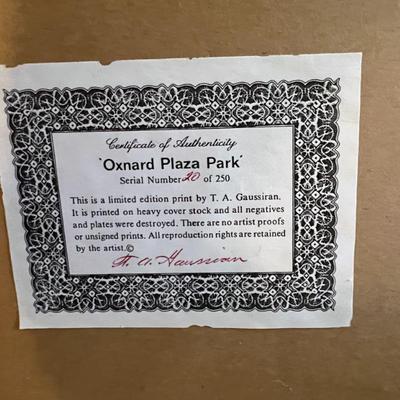 Certificate of Authenticity
'Oxnard Plaza Park'
Serial Number 20 of 250
This is a limited edition print by T. A. Gaussiran.
It is printed on heavy cover stock and all negatives
and plates were destroyed. There are no artist proofs
or unsigned prints. All reproduction rights are retained
by the artist.©
T. A. Gaussiran